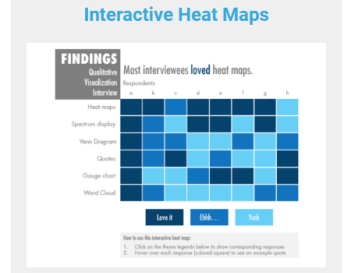 Interactive Heat Maps
FINDINGS
Qualitative
Visualization
Interview
Most interviewees loved heat maps.
Respondents
a b c d e f g h
Heat maps
Spectrum display
Venn Diagram
Quotes
Gauge chart
Word Cloud
Love it Ehhh... Yuck
How to use this interactive heat map:
1. Click on the theme legends below to show corresponding responses
2. Hover over each response (colored square) to see an example quote